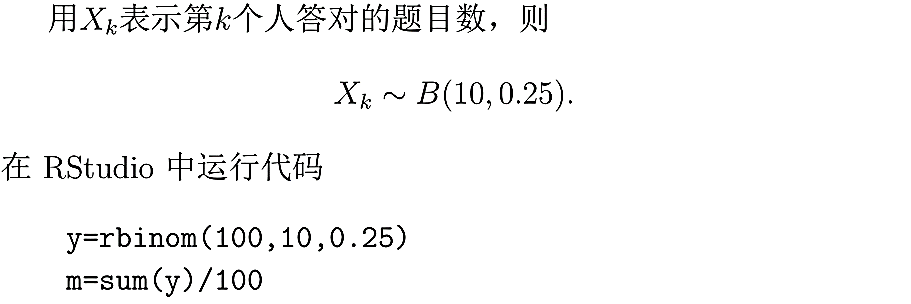 用X_k表示第k个人答对的题目数，则
X_k ∼ B(10, 0.25).
在 RStudio 中运行代码
y=rbinom(100,10,0.25)
m=sum(y)/100